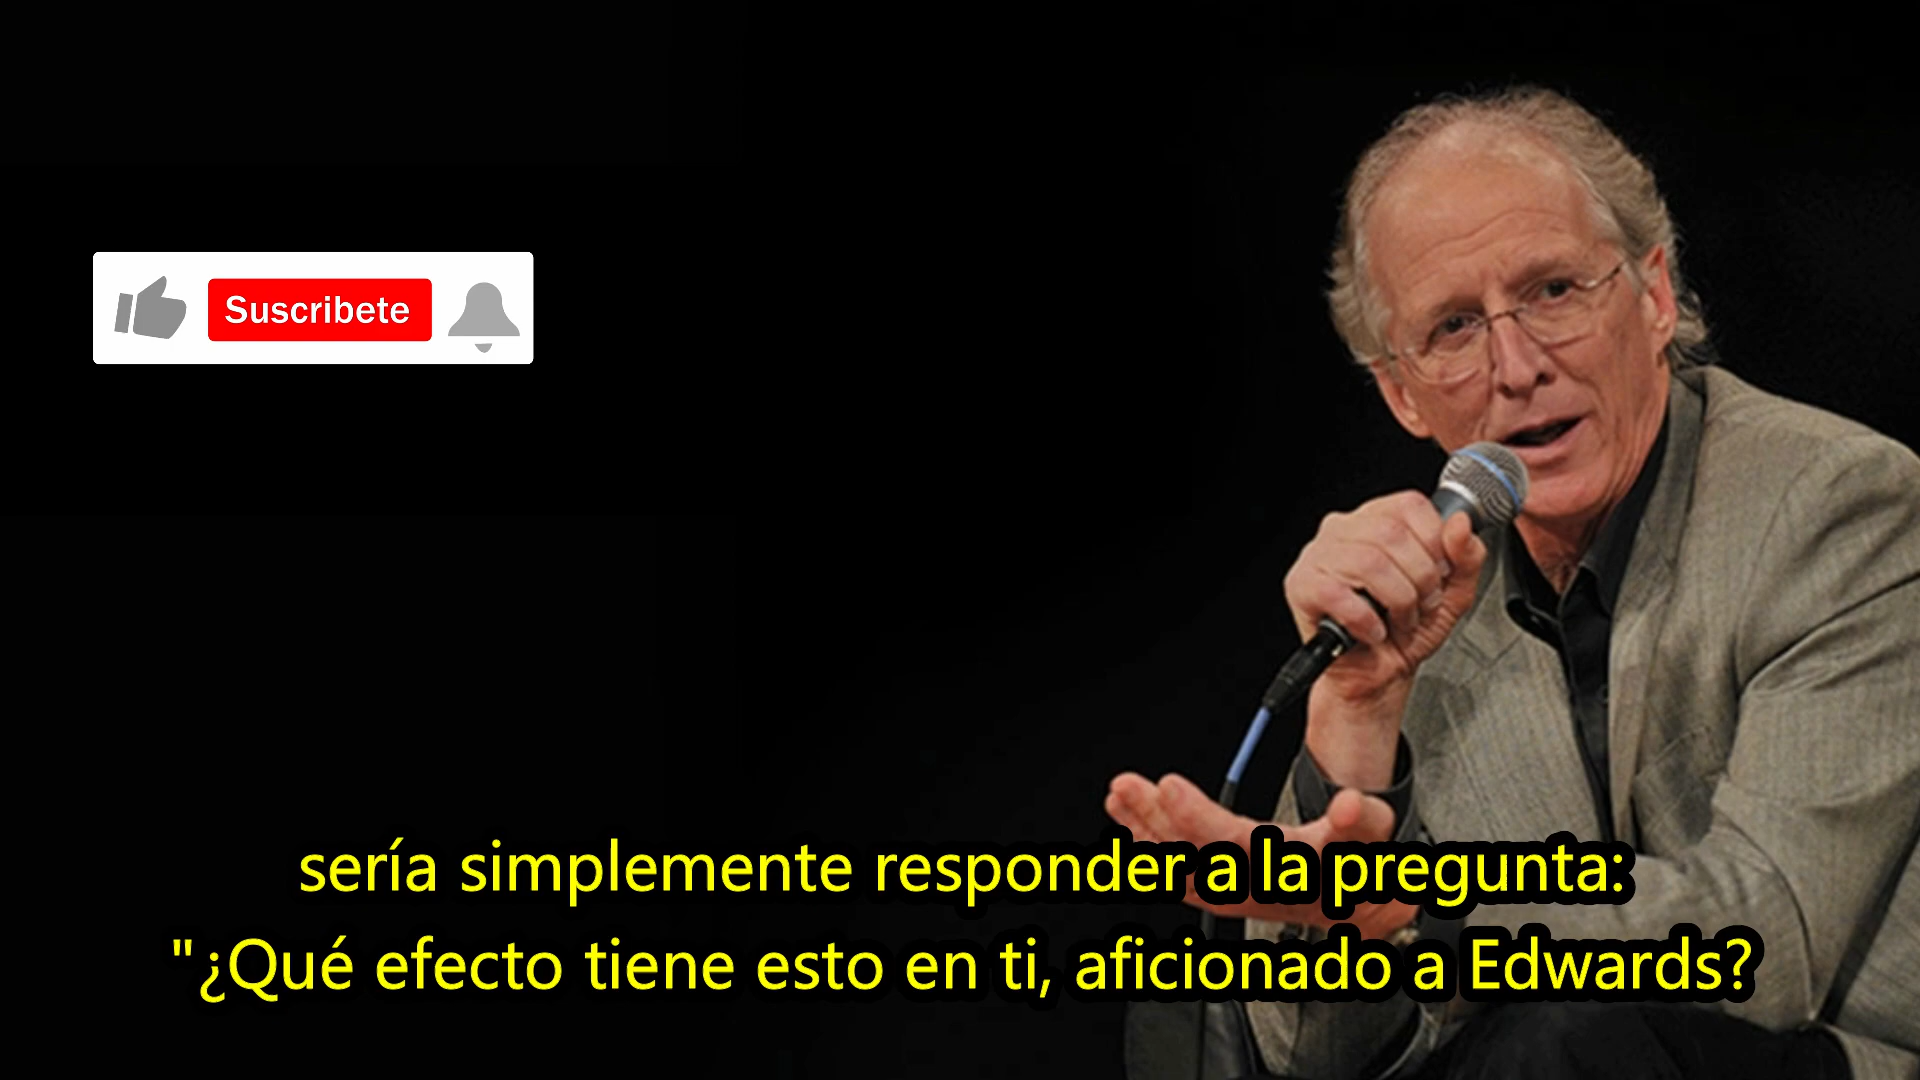 Suscribete
sería simplemente responder a la pregunta:
"¿Qué efecto tiene esto en ti, aficionado a Edwards?